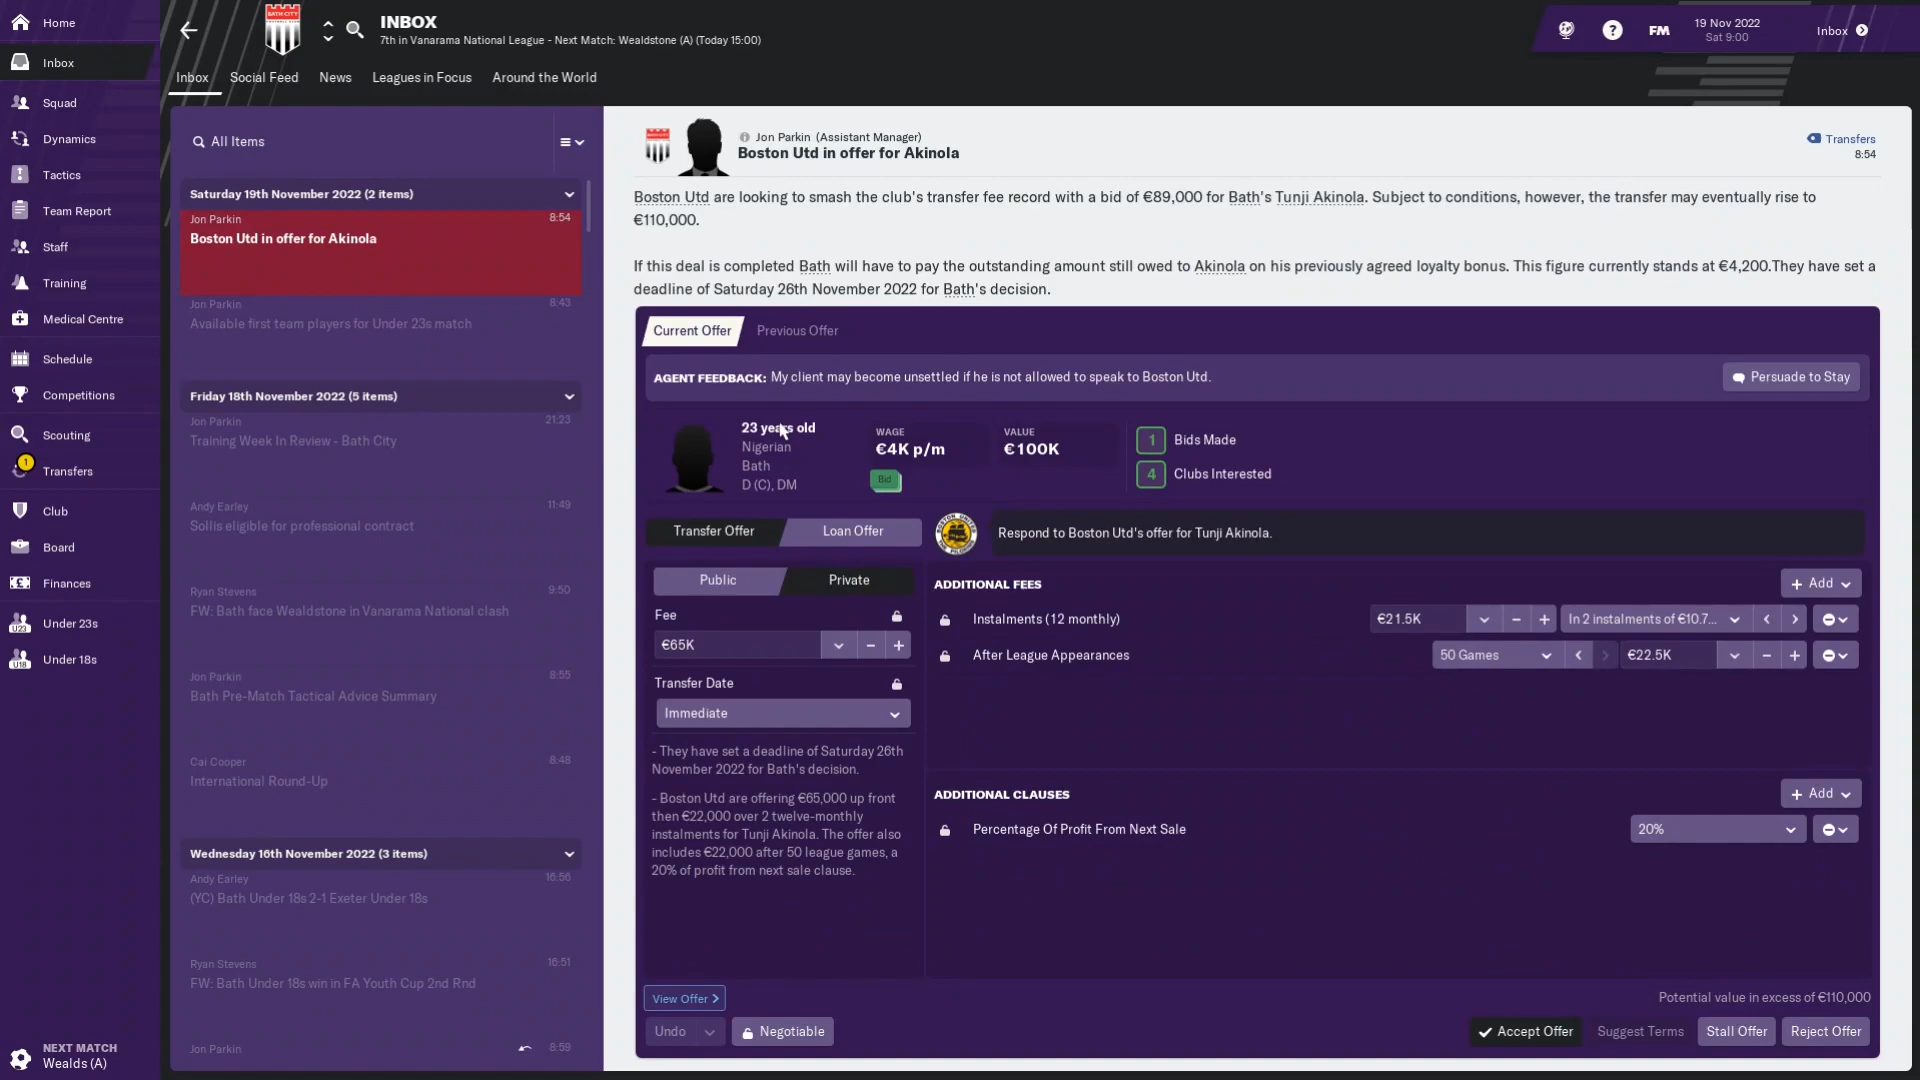 Home
Inbox
Squad
Dynamics
Tactics
Team Report
Staff
Training
Medical Centre
Schedule
Competitions
Scouting
1
Transfers
Club
Board
Finances
U23
Under 23s
U18
Under 18s
NEXT MATCH
Wealds (A)
BATH CITY
INBOX
7th in Vanarama National League - Next Match: Wealdstone (A) (Today 15:00)
?
FM
19 Nov 2022
Sat 9:00
Inbox
Inbox
Social Feed
News
Leagues in Focus
Around the World
All Items
Saturday 19th November 2022 (2 items)
Jon Parkin
8:54
Boston Utd in offer for Akinola
Jon Parkin
8:43
Available first team players for Under 23s match
Friday 18th November 2022 (5 items)
Jon Parkin
21:23
Training Week In Review - Bath City
Andy Earley
11:49
Sollis eligible for professional contract
Ryan Stevens
9:50
FW: Bath face Wealdstone in Vanarama National clash
Jon Parkin
8:55
Bath Pre-Match Tactical Advice Summary
Cai Cooper
8:48
International Round-Up
Wednesday 16th November 2022 (3 items)
Andy Earley
16:56
(YC) Bath Under 18s 2-1 Exeter Under 18s
Ryan Stevens
16:51
FW: Bath Under 18s win in FA Youth Cup 2nd Rnd
Jon Parkin
8:59
Jon Parkin (Assistant Manager)
Boston Utd in offer for Akinola
Transfers
8:54
Boston Utd are looking to smash the club's transfer fee record with a bid of €89,000 for Bath's Tunji Akinola. Subject to conditions, however, the transfer may eventually rise to
€110,000.
If this deal is completed Bath will have to pay the outstanding amount still owed to Akinola on his previously agreed loyalty bonus. This figure currently stands at €4,200.They have set a
deadline of Saturday 26th November 2022 for Bath's decision.
Current Offer
Previous Offer
AGENT FEEDBACK: My client may become unsettled if he is not allowed to speak to Boston Utd.
Persuade to Stay
23 years old
Nigerian
Bath
D (C), DM
WAGE
€4K p/m
Bid
VALUE
€100K
1 Bids Made
4 Clubs Interested
Transfer Offer
Loan Offer
Respond to Boston Utd's offer for Tunji Akinola.
Public
Private
Fee
€65K
Transfer Date
Immediate
- They have set a deadline of Saturday 26th
November 2022 for Bath's decision.
- Boston Utd are offering €65,000 up front
then €22,000 over 2 twelve-monthly
instalments for Tunji Akinola. The offer also
includes €22,000 after 50 league games, a
20% of profit from next sale clause.
ADDITIONAL FEES
+ Add
Instalments (12 monthly)
€21.5K
In 2 instalments of €10.7...
After League Appearances
50 Games
€22.5K
ADDITIONAL CLAUSES
+ Add
Percentage Of Profit From Next Sale
20%
View Offer
Potential value in excess of €110,000
Undo
Negotiable
Accept Offer
Suggest Terms
Stall Offer
Reject Offer